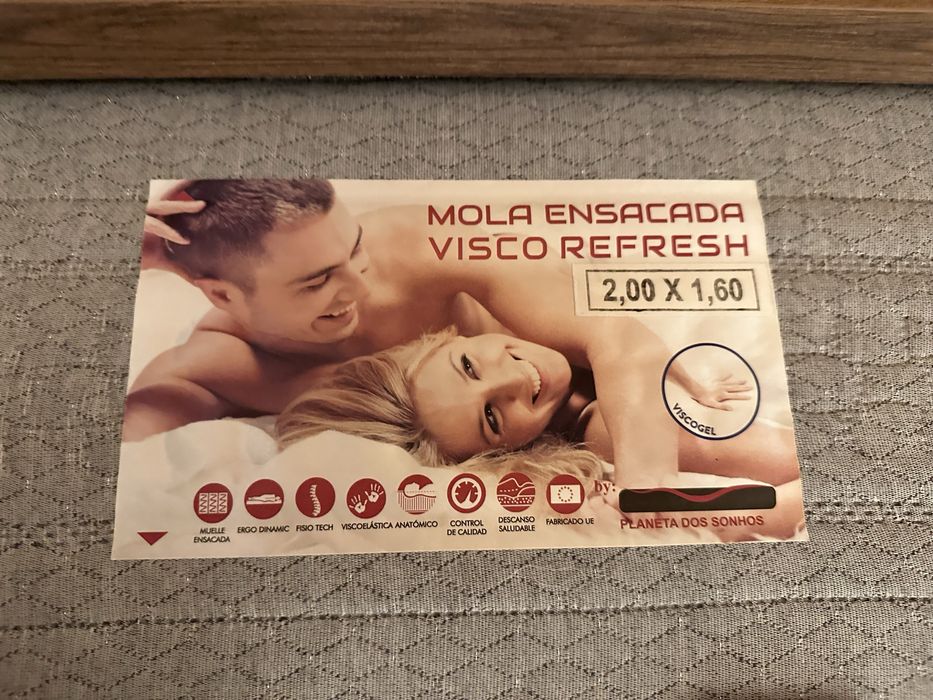 MOLA ENSACADA
VISCO REFRESH
2,00 X 1,60
VISCOGEL
MUELLE
ENSACADA
ERGO DINAMIC
FISIO TECH
VISCOELÁSTICA
ANATÓMICO
CONTROL
DE CALIDAD
DESCANSO
SALUDABLE
FABRICADO UE
by:
PLANETA DOS SONHOS